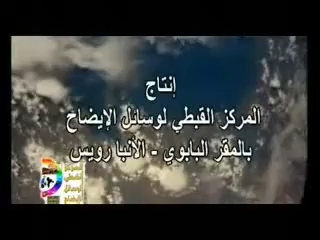 إنتاج
المركز القبطي لوسائل الإيضاح
بالمقر البابوي - الأنبا رويس